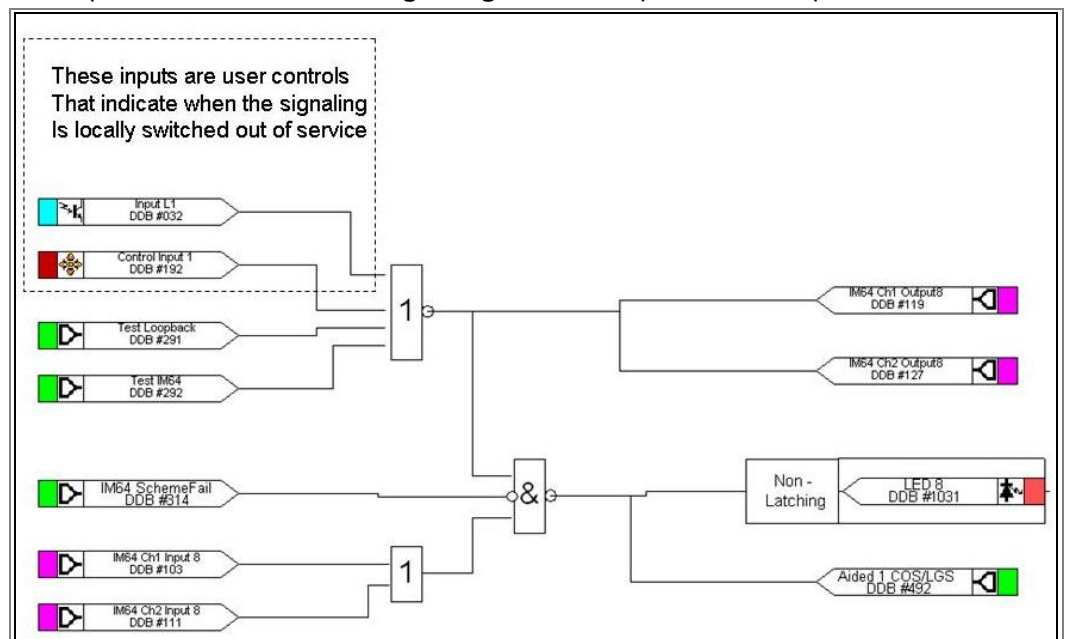 These inputs are user controls
That indicate when the signaling
Is locally switched out of service
Input L1
DDB #032
Control Input 1
DDB #192
Test Loopback
DDB #291
Test IM64
DDB #292
1
IM64 Ch1 Output8
DDB #119
IM64 Ch2 Output8
DDB #127
IM64 SchemeFail
DDB #314
&
Non -
Latching
LED 8
DDB #1031
IM64 Ch1 Input 8
DDB #103
IM64 Ch2 Input 8
DDB #111
1
Aided 1 COS/LGS
DDB #492